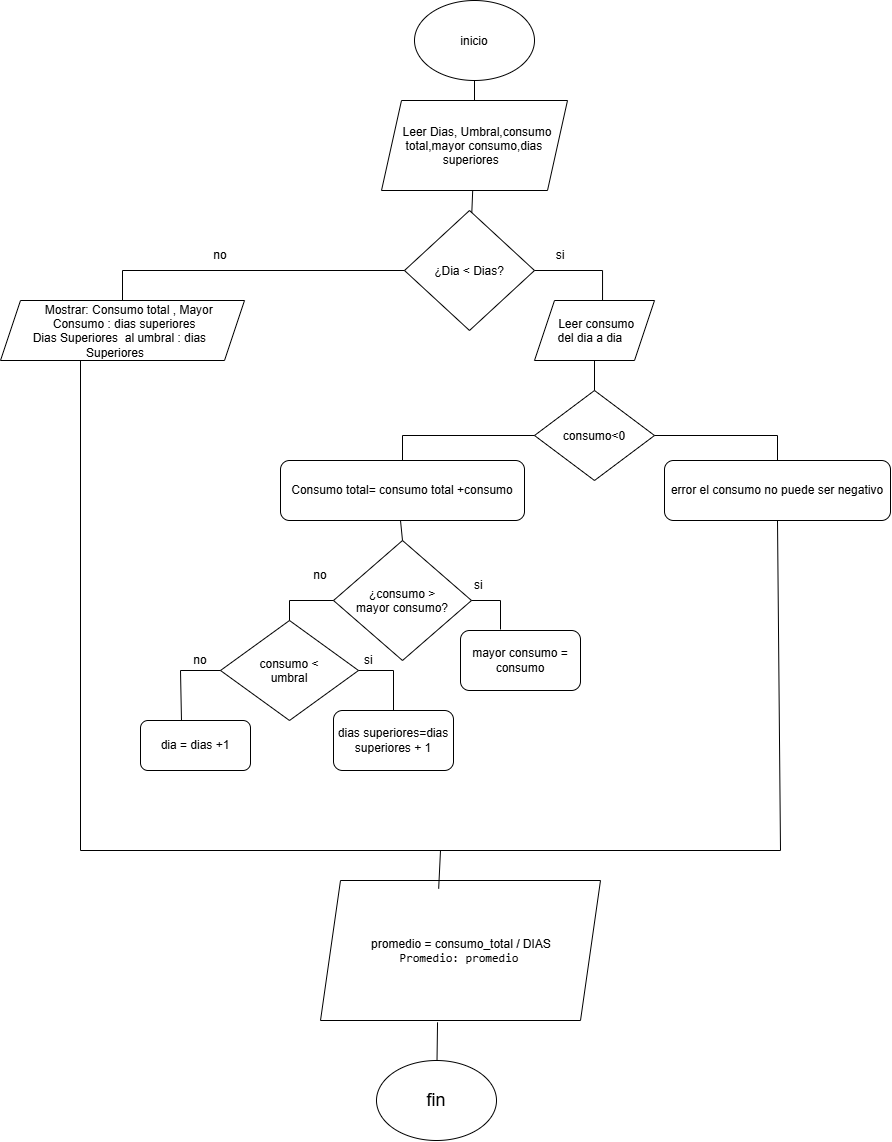 inicio
Leer Dias, Umbral,consumo
total,mayor consumo,dias
superiores
¿Dia < Dias?
no
si
Mostrar: Consumo total , Mayor
Consumo : dias superiores
Dias Superiores  al umbral : dias
Superiores
Leer consumo
del dia a dia
consumo<0
Consumo total= consumo total +consumo
error el consumo no puede ser negativo
¿consumo >
mayor consumo?
no
si
mayor consumo =
consumo
consumo <
umbral
no
si
dia = dias +1
dias superiores=dias
superiores + 1
promedio = consumo_total / DIAS
Promedio: promedio
fin